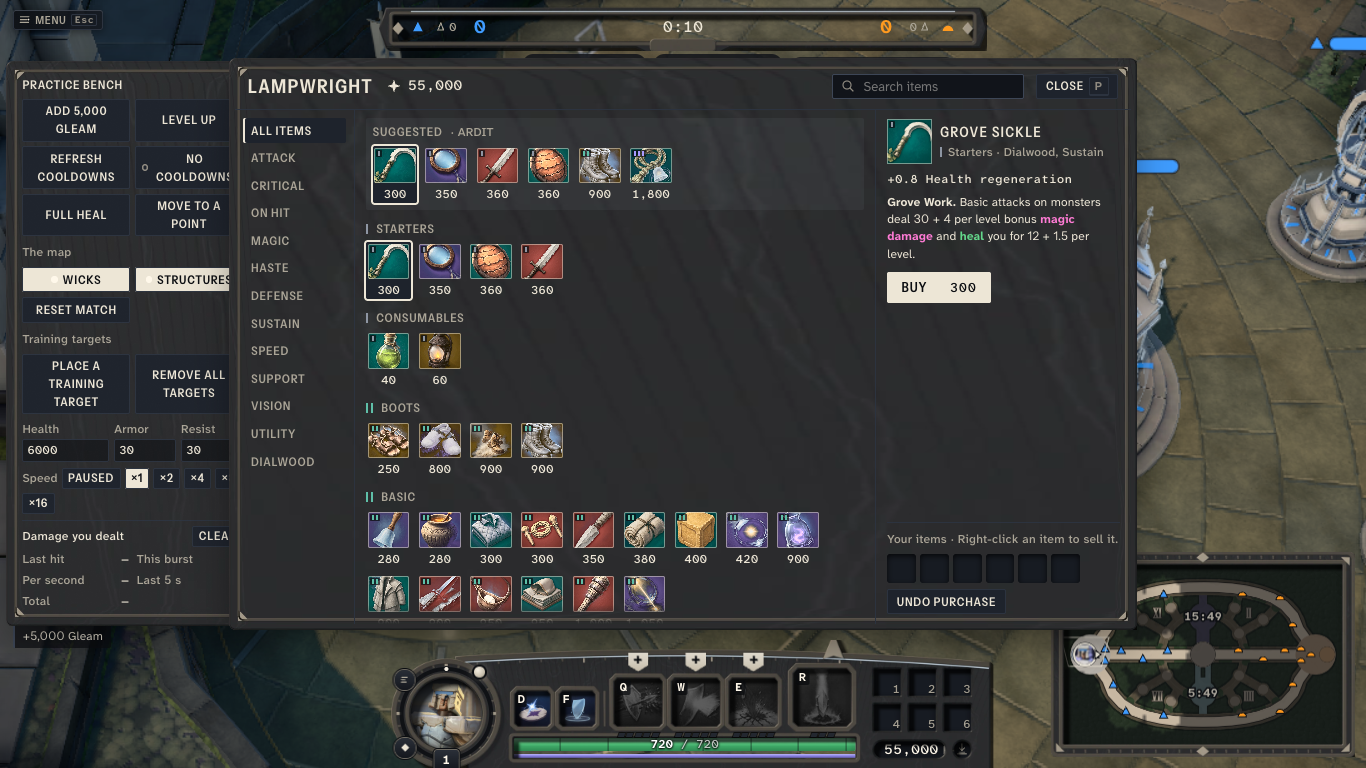 MENU Esc
Δ 0 0 0:10 0 0 Δ
PRACTICE BENCH
ADD 5,000 GLEAM
LEVEL UP
REFRESH COOLDOWNS
NO COOLDOWNS
FULL HEAL
MOVE TO A POINT
The map
WICKS
STRUCTURES
RESET MATCH
Training targets
PLACE A TRAINING TARGET
REMOVE ALL TARGETS
Health Armor Resist
6000 30 30
Speed PAUSED ×1 ×2 ×4
×16
Damage you dealt CLEA
Last hit – This burst
Per second – Last 5 s
Total –
+5,000 Gleam
LAMPWRIGHT 55,000
Search items
CLOSE P
ALL ITEMS
ATTACK
CRITICAL
ON HIT
MAGIC
HASTE
DEFENSE
SUSTAIN
SPEED
SUPPORT
VISION
UTILITY
DIALWOOD
SUGGESTED · ARDIT
300 350 360 360 900 1,800
STARTERS
300 350 360 360
CONSUMABLES
40 60
BOOTS
250 800 900 900
BASIC
280 280 300 300 350 380 400 420 900
GROVE SICKLE
Starters · Dialwood, Sustain
+0.8 Health regeneration
Grove Work. Basic attacks on monsters
deal 30 + 4 per level bonus magic
damage and heal you for 12 + 1.5 per
level.
BUY 300
Your items · Right-click an item to sell it.
UNDO PURCHASE
D F Q W E R
1 2 3
4 5 6
720 / 720
55,000
1
XI II
15:49
5:49
VII III